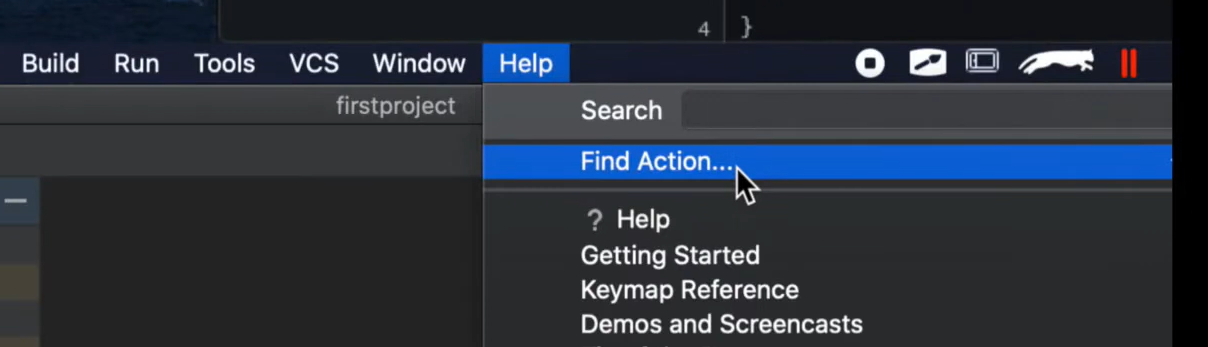 4 }
Build Run Tools VCS Window Help
firstproject
Search
Find Action...
? Help
Getting Started
Keymap Reference
Demos and Screencasts